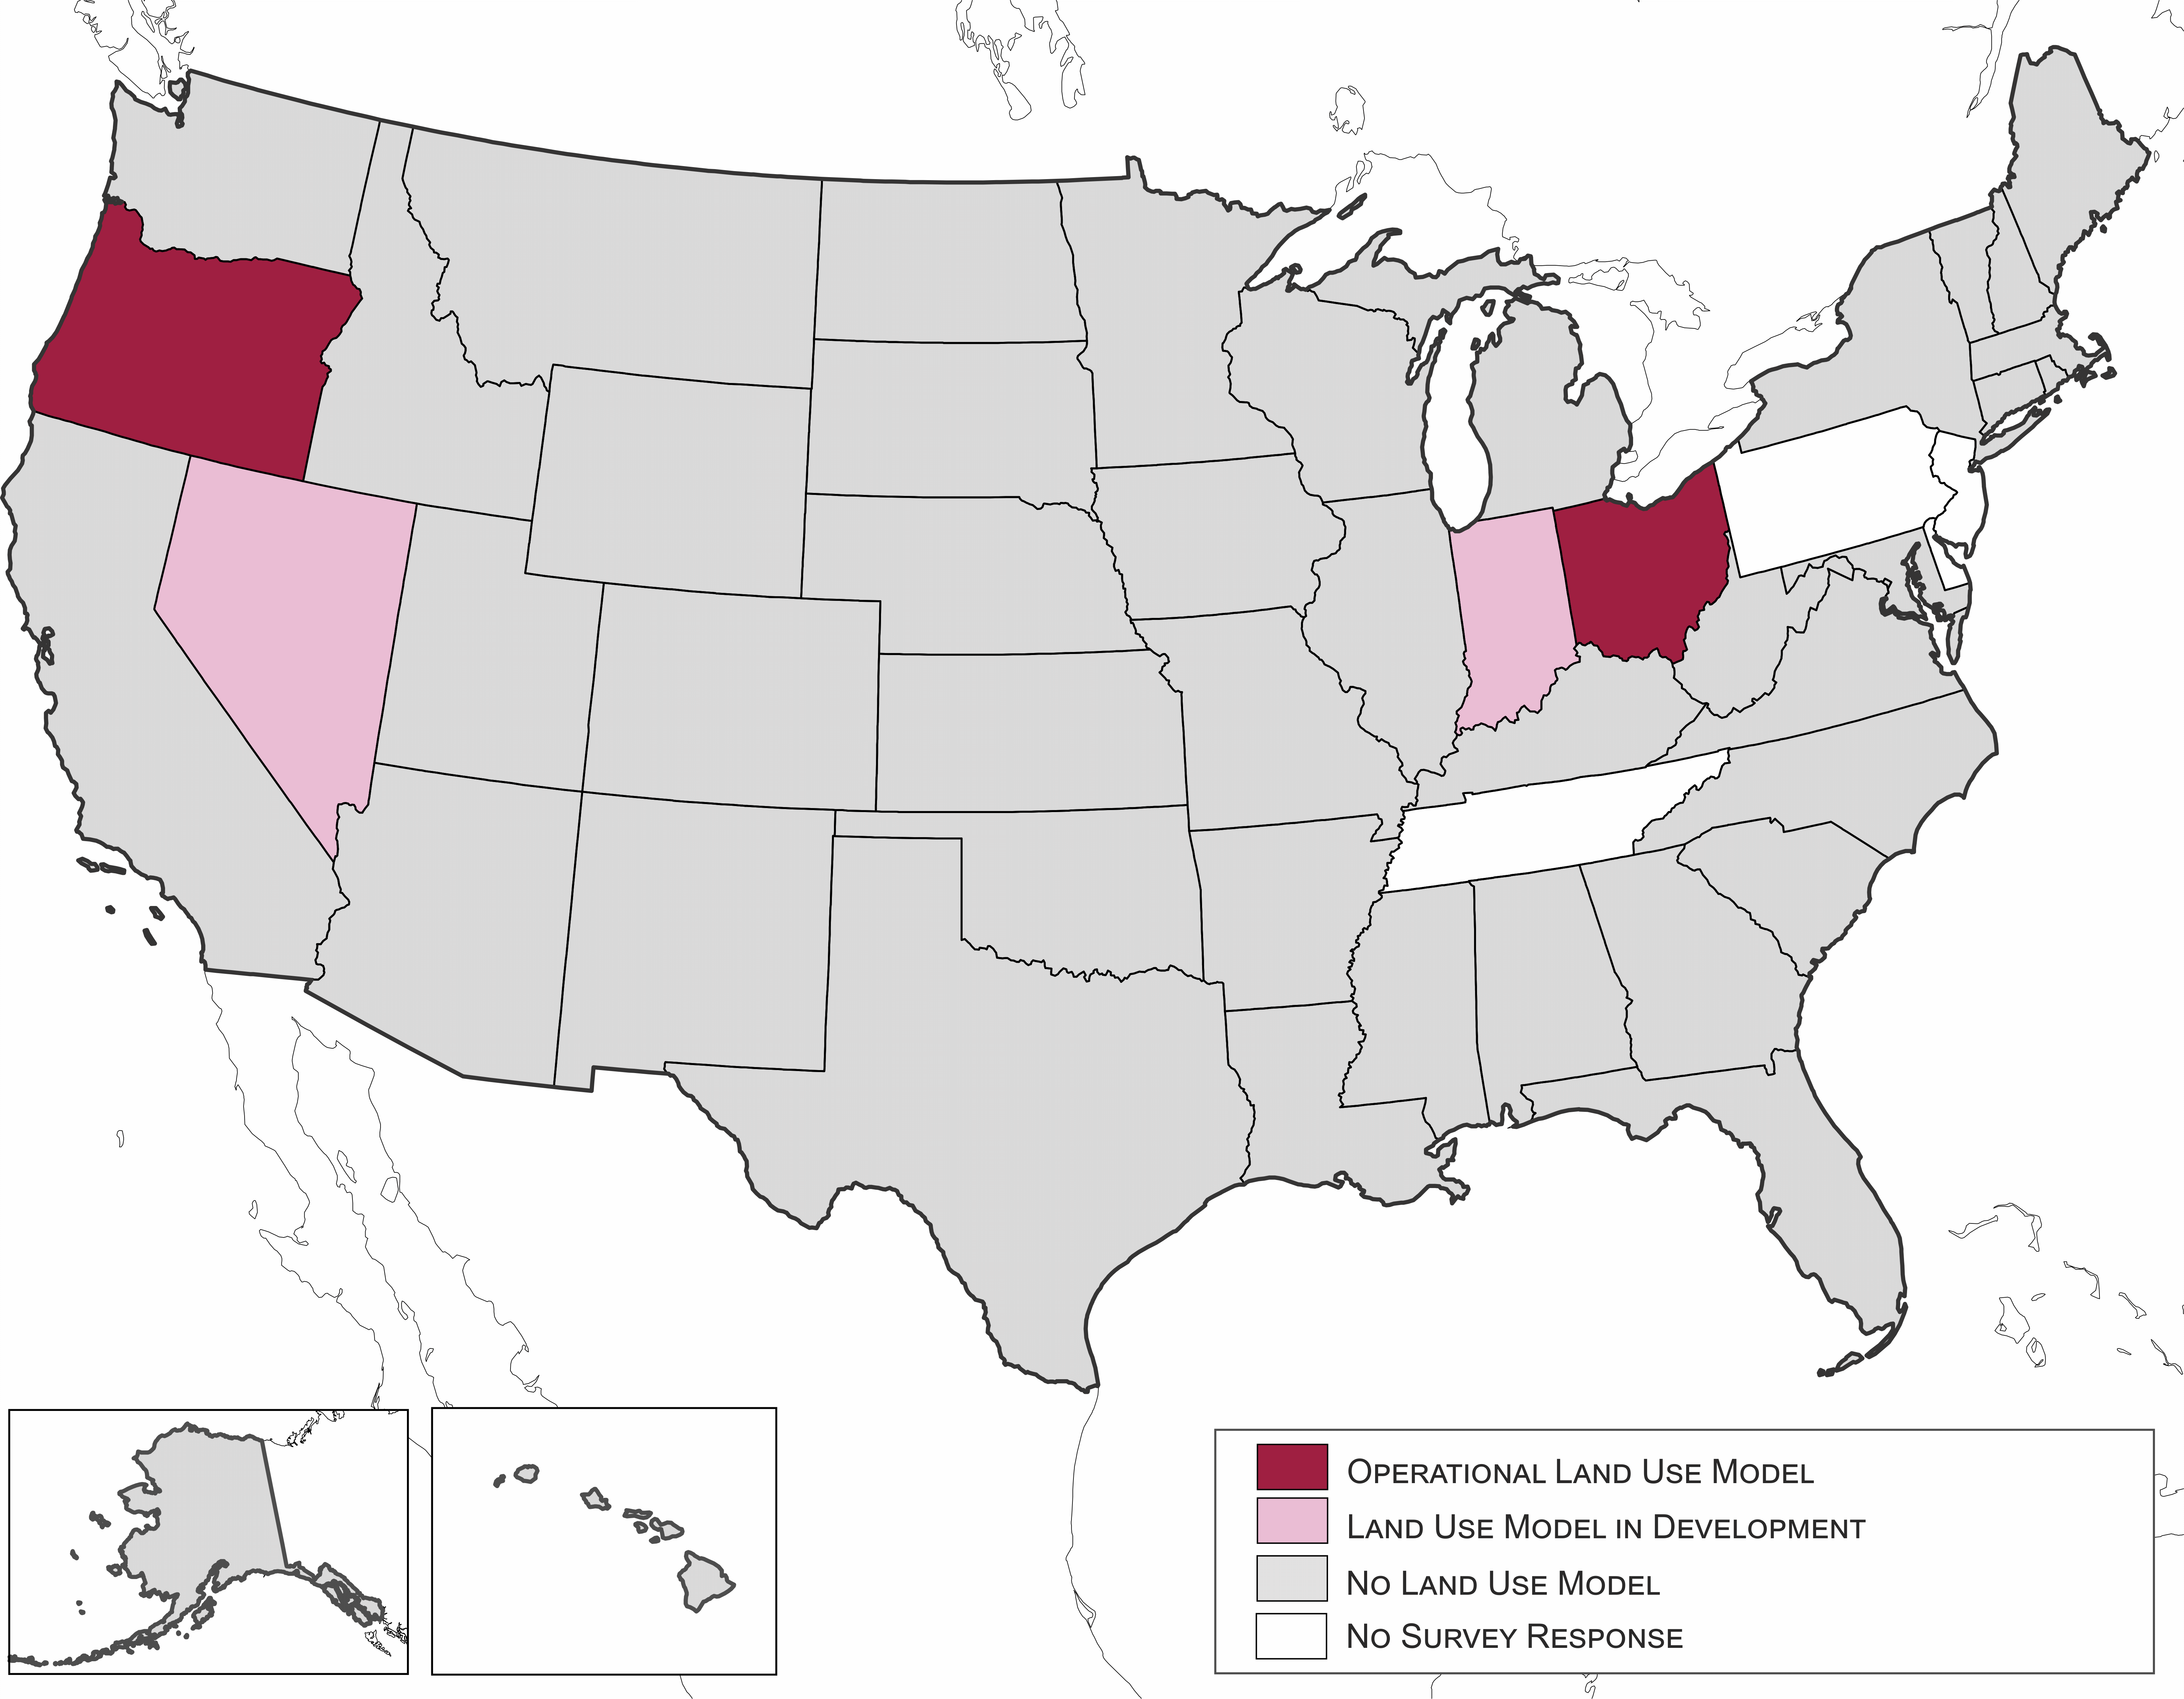 Operational Land Use Model
Land Use Model in Development
No Land Use Model
No Survey Response